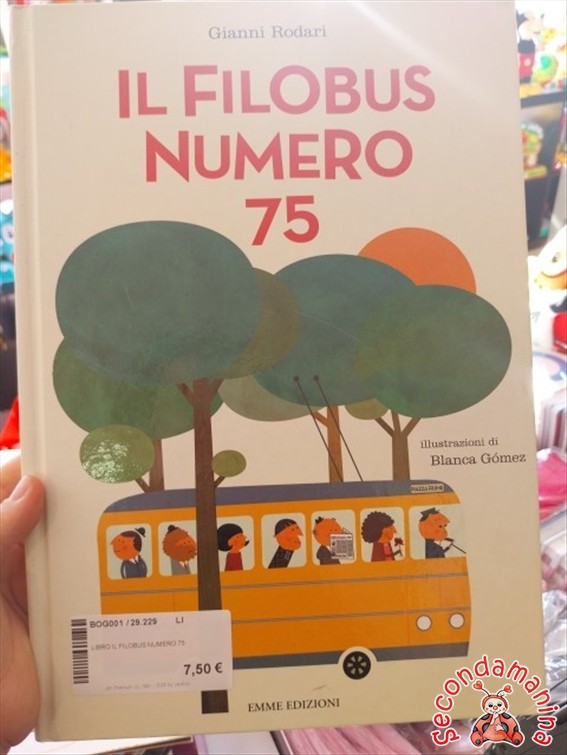 Gianni Rodari
IL FILOBUS
NUMERO
75
illustrazioni di
Blanca Gómez
BOG001 / 29.229 LI
LIBRO IL FILOBUS NUMERO 75
7,50 €
EMME EDIZIONI
Secondamanina